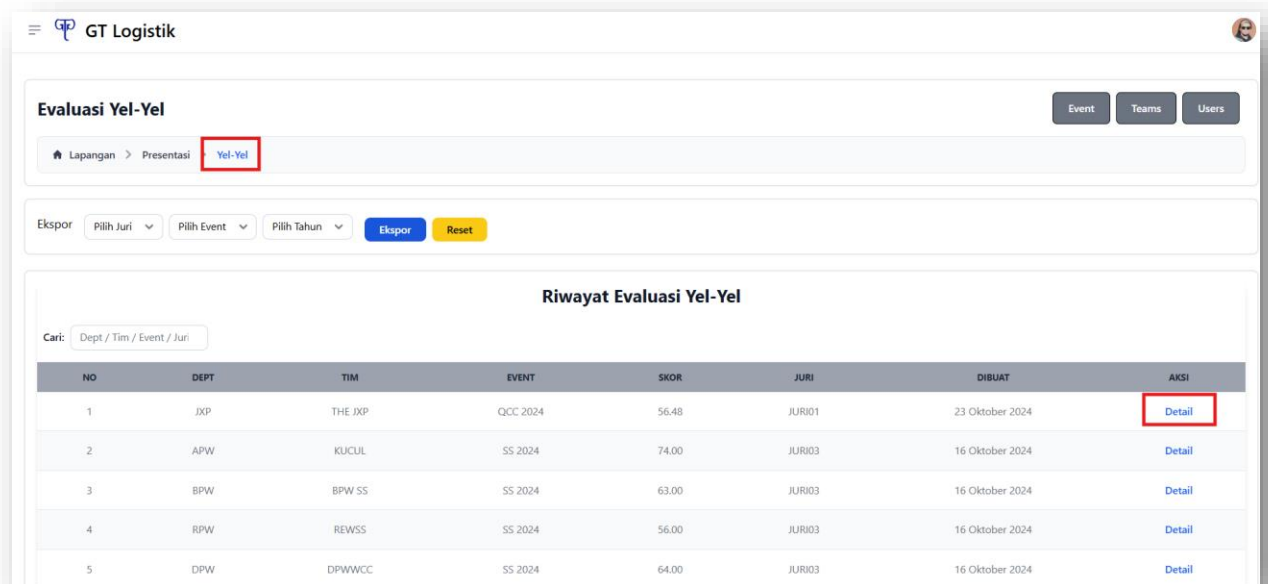 GT Logistik
Evaluasi Yel-Yel
Event Teams Users
Lapangan > Presentasi > Yel-Yel
Ekspor Pilih Juri Pilih Event Pilih Tahun Ekspor Reset
Riwayat Evaluasi Yel-Yel
Cari: Dept / Tim / Event / Juri
NO DEPT TIM EVENT SKOR JURI DIBUAT AKSI
1 JXP THE JXP QCC 2024 56.48 JURI01 23 Oktober 2024 Detail
2 APW KUCUL SS 2024 74.00 JURI03 16 Oktober 2024 Detail
3 BPW BPW SS SS 2024 63.00 JURI03 16 Oktober 2024 Detail
4 RPW REWSS SS 2024 56.00 JURI03 16 Oktober 2024 Detail
5 DPW DPWWCC SS 2024 64.00 JURI03 16 Oktober 2024 Detail